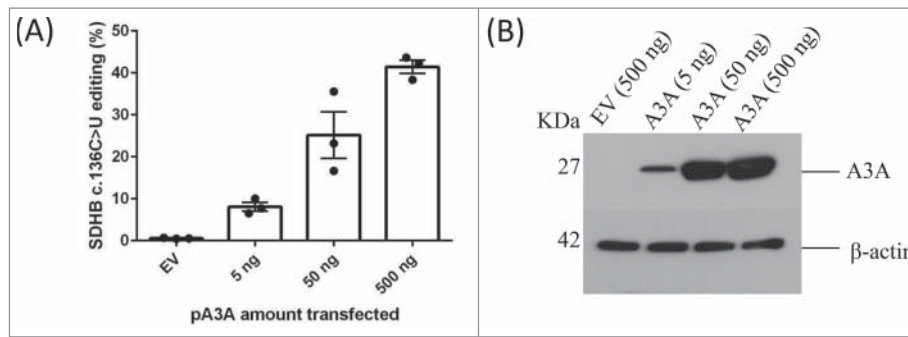 (A)
SDHB c.136C>U editing (%)
50
40
30
20
10
0
EV
5 ng
50 ng
500 ng
pA3A amount transfected
(B)
EV (500 ng)
A3A (5 ng)
A3A (50 ng)
A3A (500 ng)
KDa
27
A3A
42
β-actin